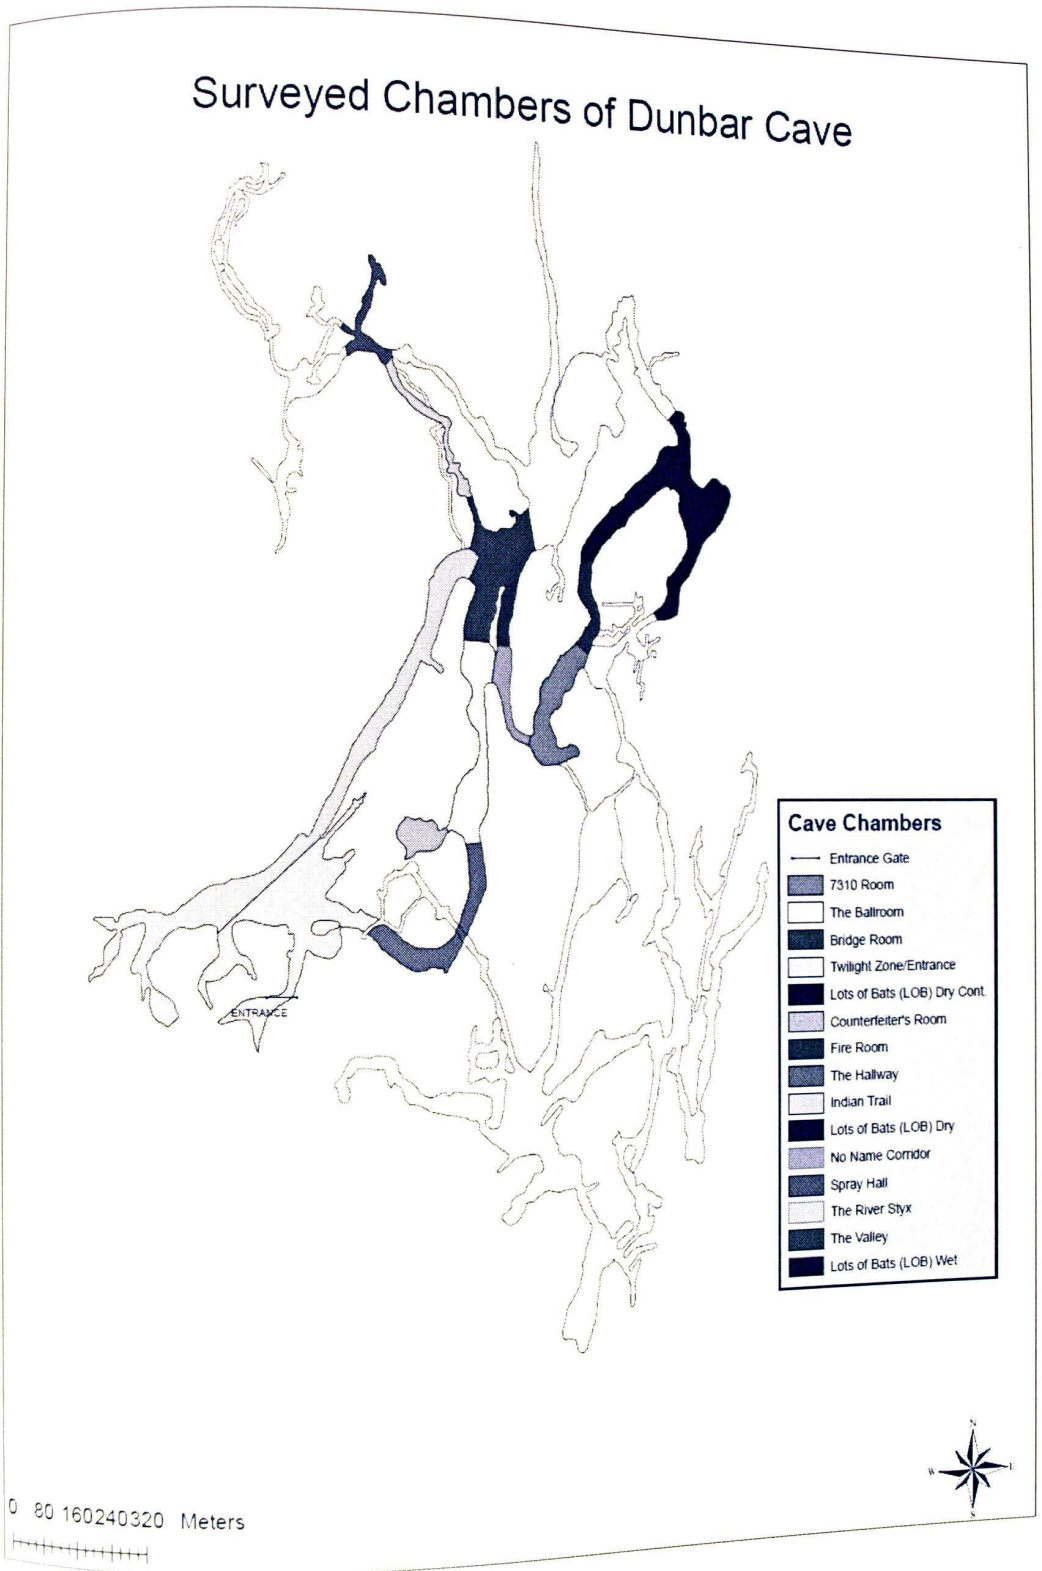 Surveyed Chambers of Dunbar Cave
ENTRANCE
Cave Chambers
Entrance Gate
7310 Room
The Ballroom
Bridge Room
Twilight Zone/Entrance
Lots of Bats (LOB) Dry Cont.
Counterfeiter's Room
Fire Room
The Hallway
Indian Trail
Lots of Bats (LOB) Dry
No Name Corridor
Spray Hall
The River Styx
The Valley
Lots of Bats (LOB) Wet
N
W E
S
0 80 160240320 Meters